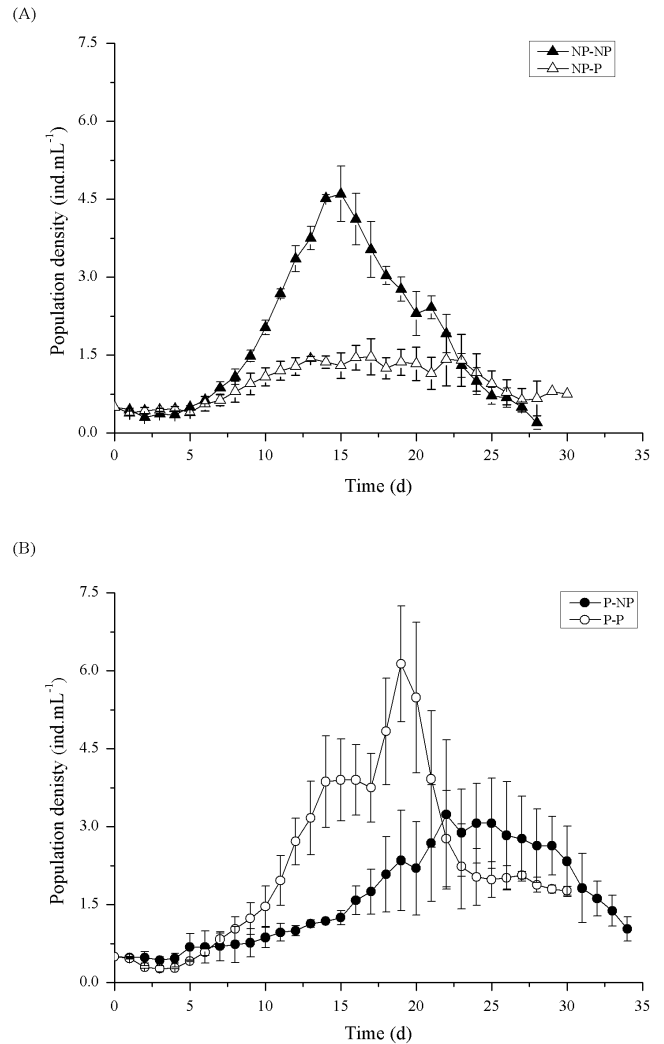 (A)
7.5
6.0
4.5
3.0
1.5
0.0
Population density (ind.mL-1)
NP-NP
NP-P
0 5 10 15 20 25 30 35
Time (d)
(B)
7.5
6.0
4.5
3.0
1.5
0.0
Population denisty (ind.mL-1)
P-NP
P-P
0 5 10 15 20 25 30 35
Time (d)